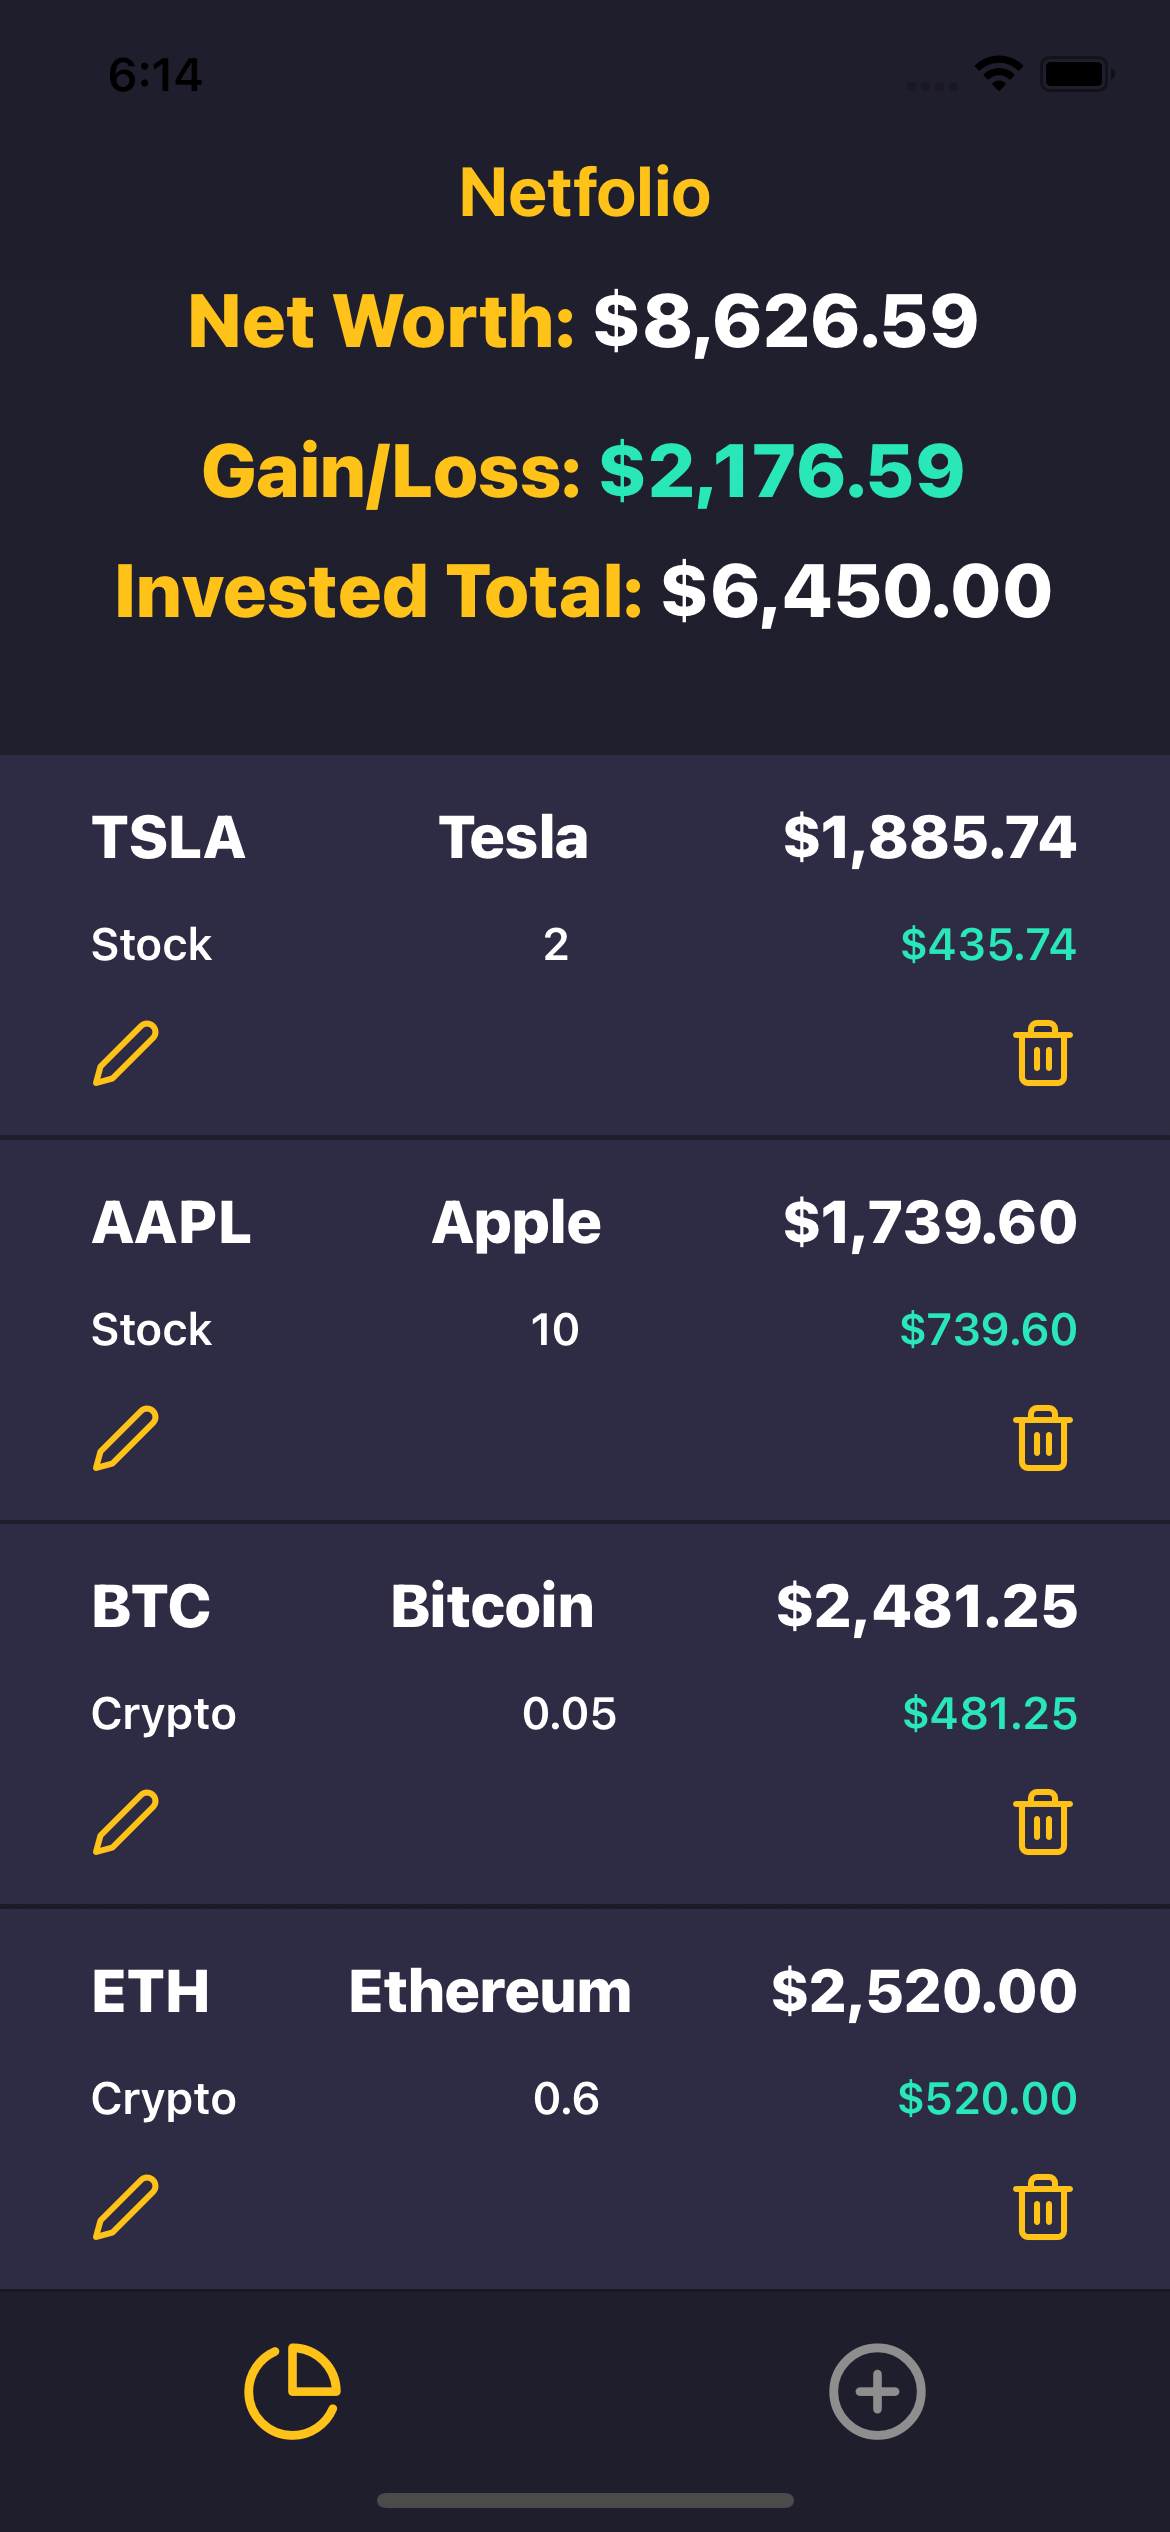 6:14
Netfolio
Net Worth: $8,626.59
Gain/Loss: $2,176.59
Invested Total: $6,450.00
TSLA Tesla $1,885.74
Stock 2 $435.74
AAPL Apple $1,739.60
Stock 10 $739.60
BTC Bitcoin $2,481.25
Crypto 0.05 $481.25
ETH Ethereum $2,520.00
Crypto 0.6 $520.00